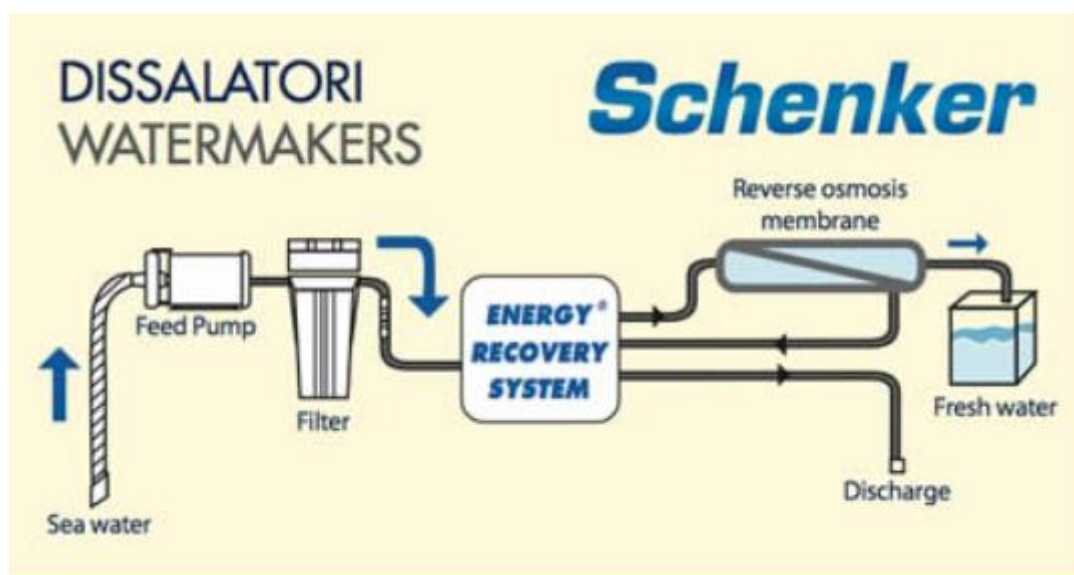 DISSALATORI
WATERMAKERS
Schenker
Reverse osmosis
membrane
Feed Pump
ENERGY®
RECOVERY
SYSTEM
Filter
Fresh water
Discharge
Sea water